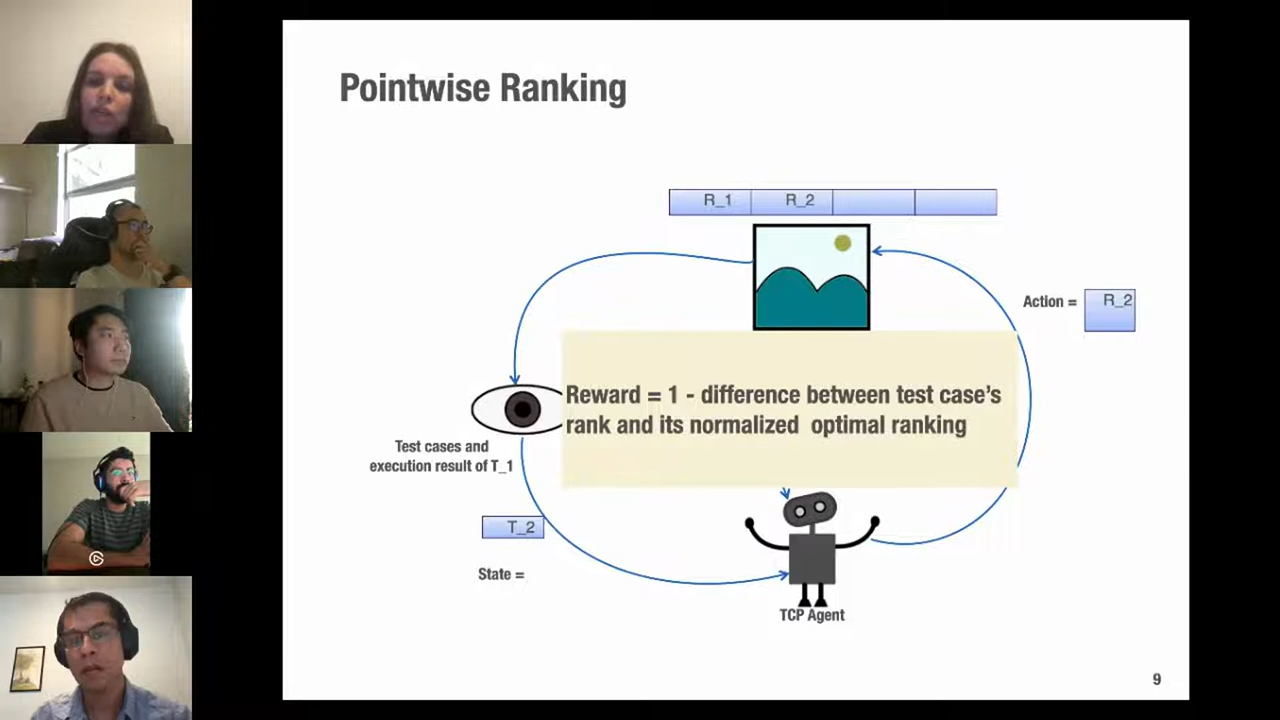 Pointwise Ranking
R_1 R_2
Action = R_2
Reward = 1 - difference between test case's
rank and its normalized optimal ranking
Test cases and
execution result of T_1
T_2
State =
TCP Agent
9